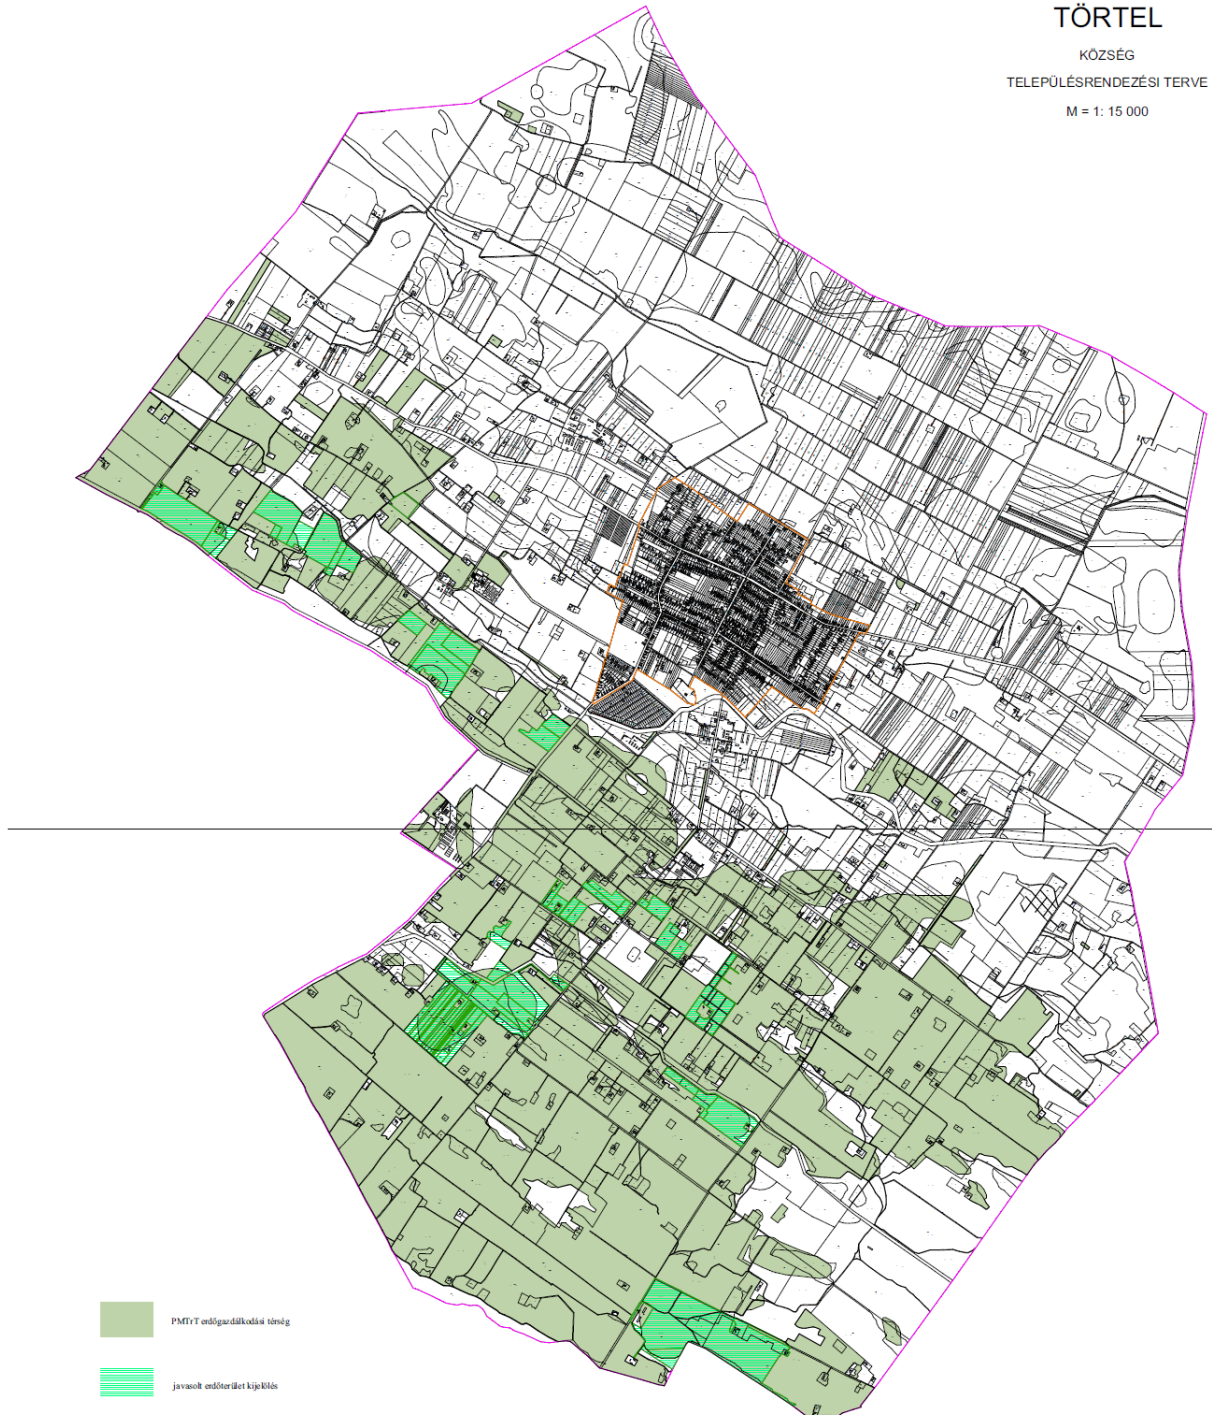 TÖRTEL
KÖZSÉG
TELEPÜLÉSRENDEZÉSI TERVE
M = 1: 15 000
PMTrT erdőgazdálkodási térség
javasolt erdőterület kijelölés